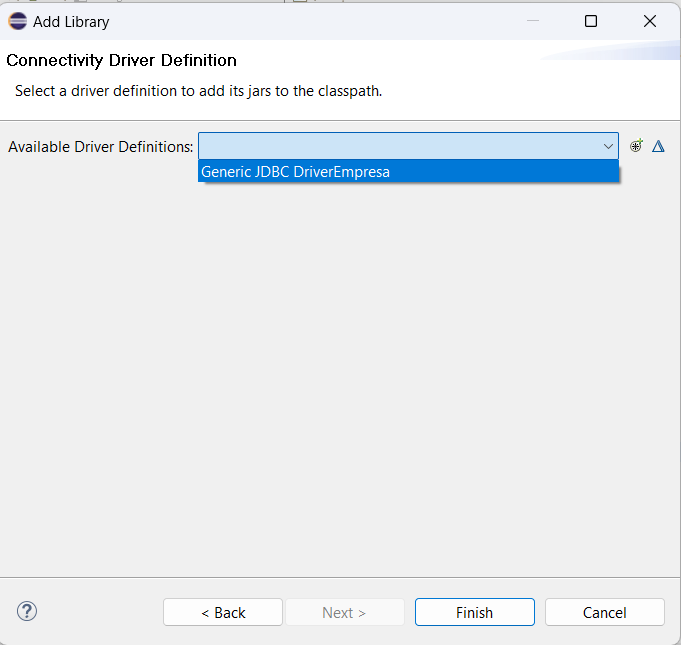 Add Library
Connectivity Driver Definition
Select a driver definition to add its jars to the classpath.
Available Driver Definitions:
Generic JDBC DriverEmpresa
?
< Back
Next >
Finish
Cancel